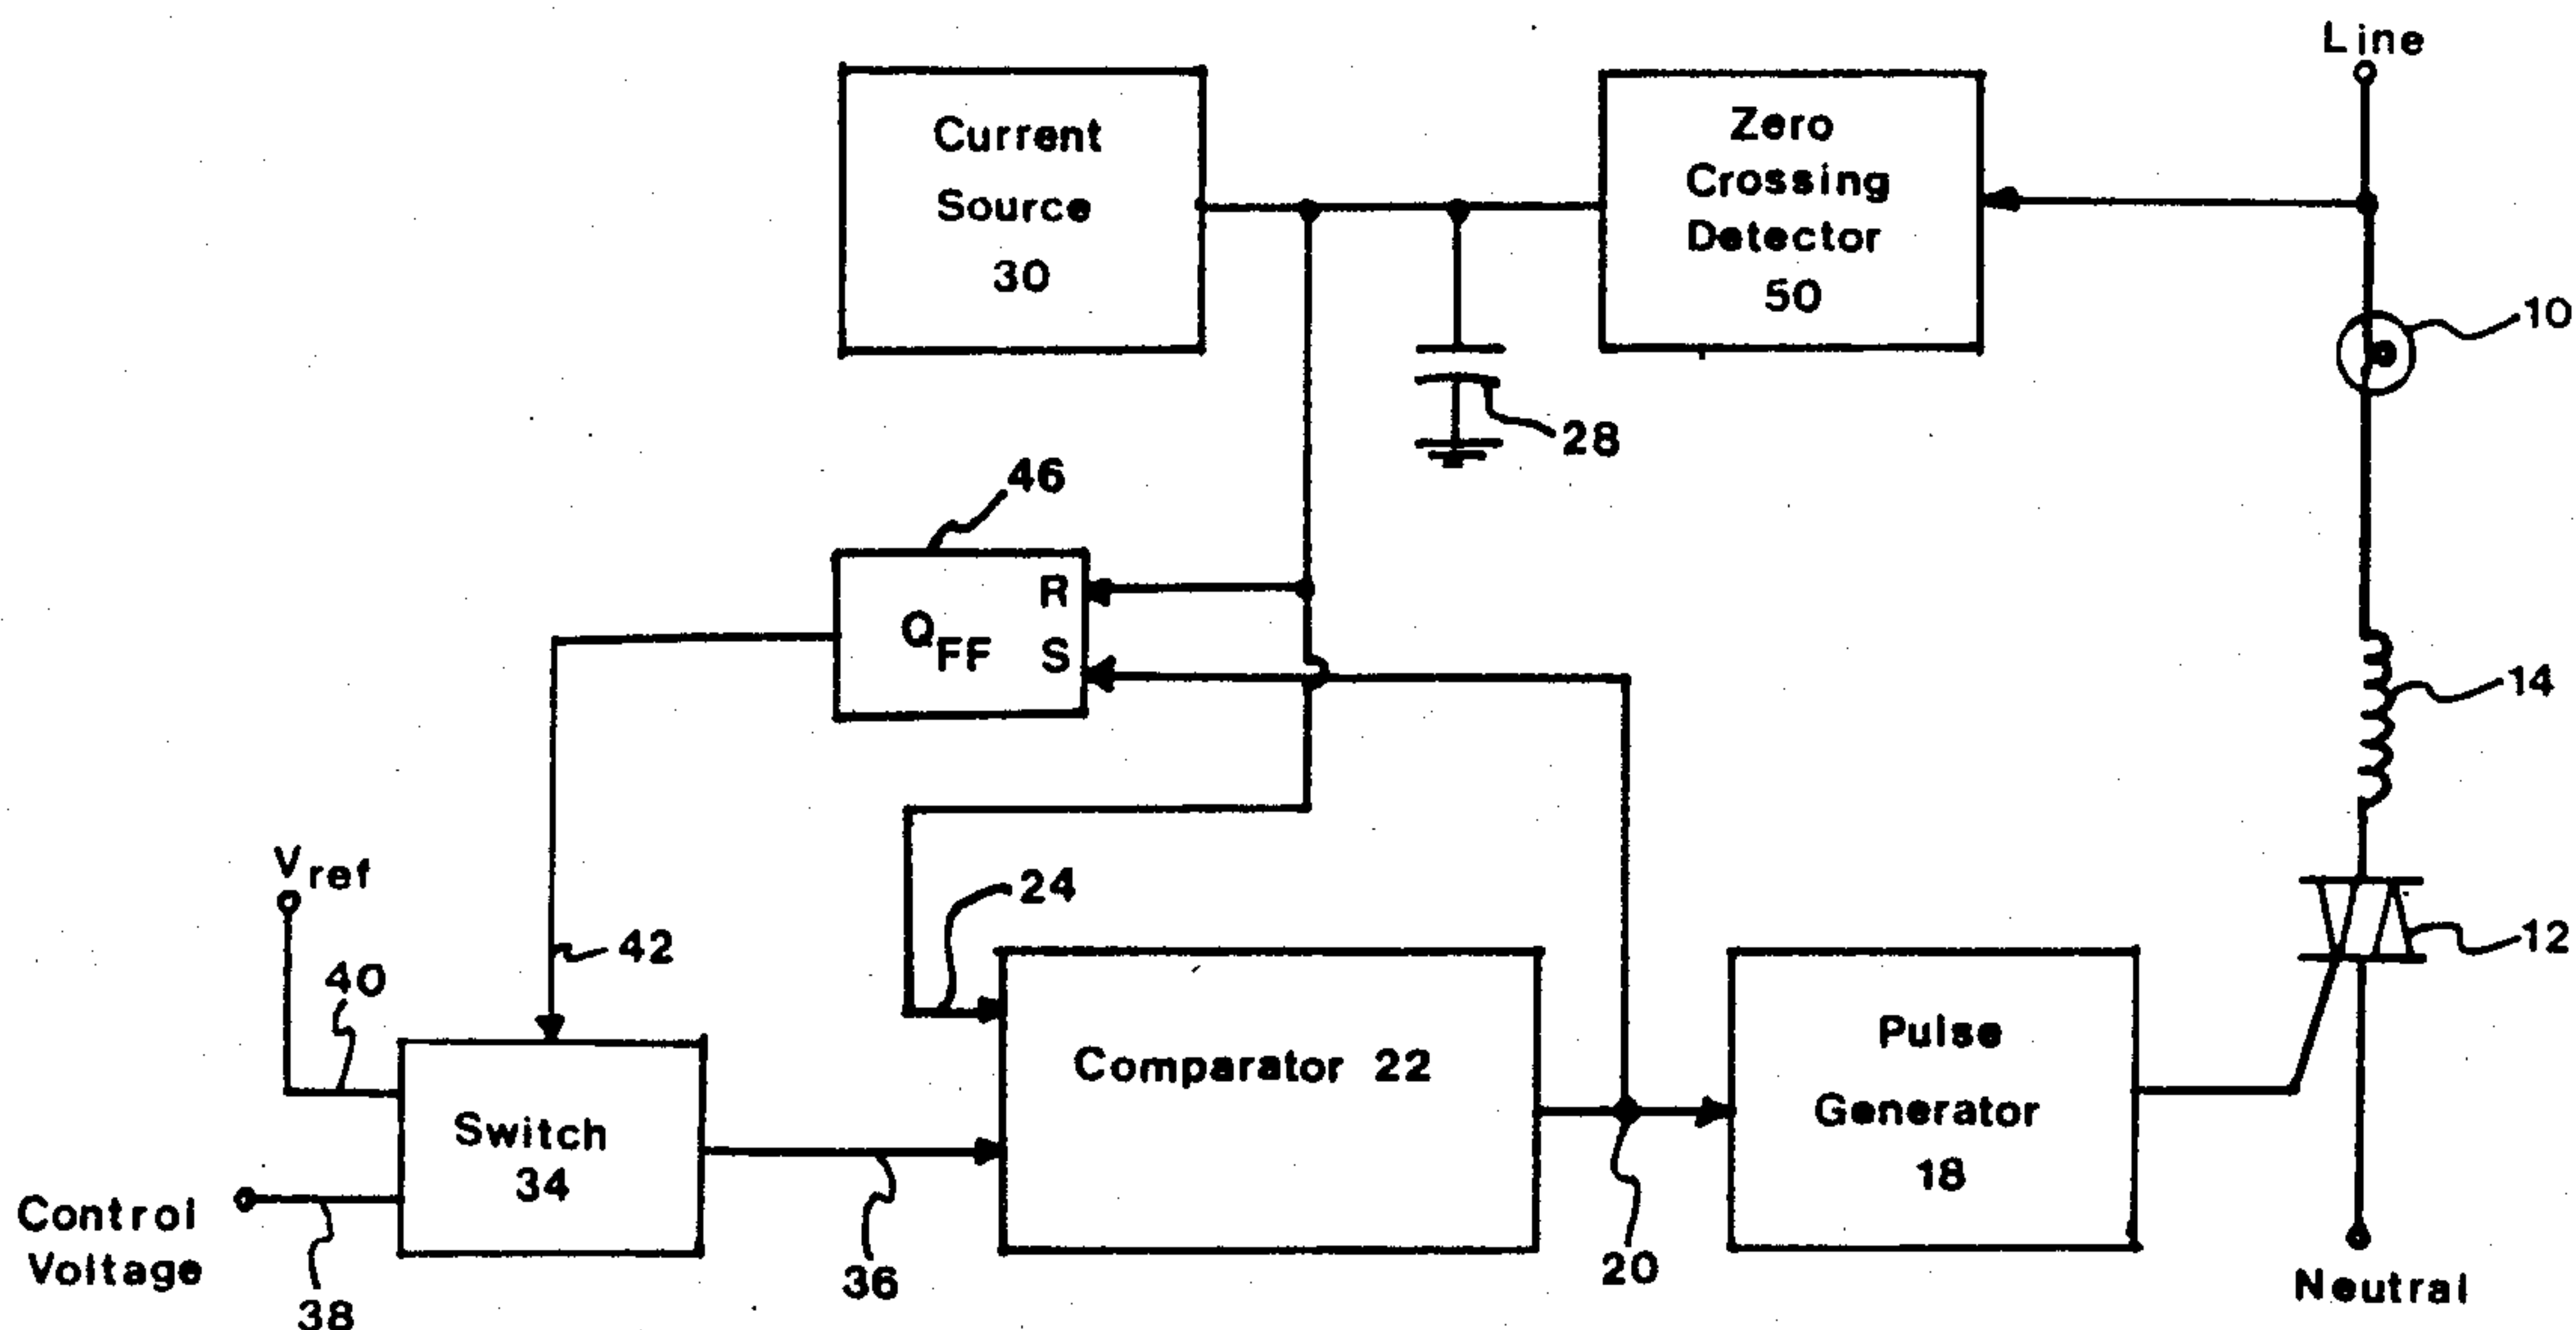 Line
Current
Source
30
Zero
Crossing
Detector
50
10
28
46
R
Q FF
S
14
Vref
24
42
12
40
Comparator 22
Pulse
Generator
18
Switch
34
Control
Voltage
38
36
20
Neutral